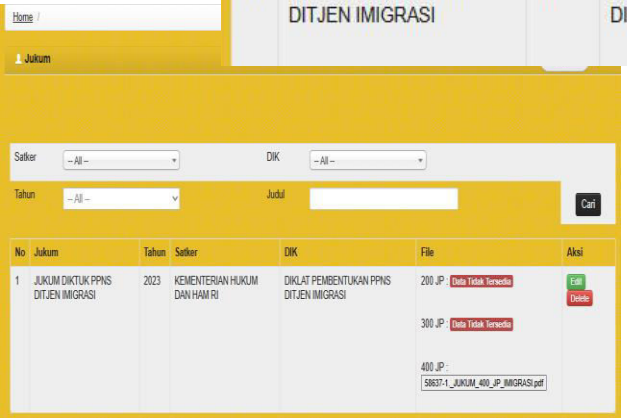 DITJEN IMIGRASI
DI
Home /
Jukum
Satker
-- All --
DIK
-- All --
Tahun
-- All --
Judul
Cari
No Jukum Tahun Satker DIK File Aksi
1 JUKUM DIKTUK PPNS 2023 KEMENTERIAN HUKUM DIKLAT PEMBENTUKAN PPNS 200 JP : Data Tidak Tersedia Edit
DITJEN IMIGRASI DAN HAM RI DITJEN IMIGRASI Delete
300 JP : Data Tidak Tersedia
400 JP :
58637-1._JUKUM_400_JP_IMIGRASI.pdf